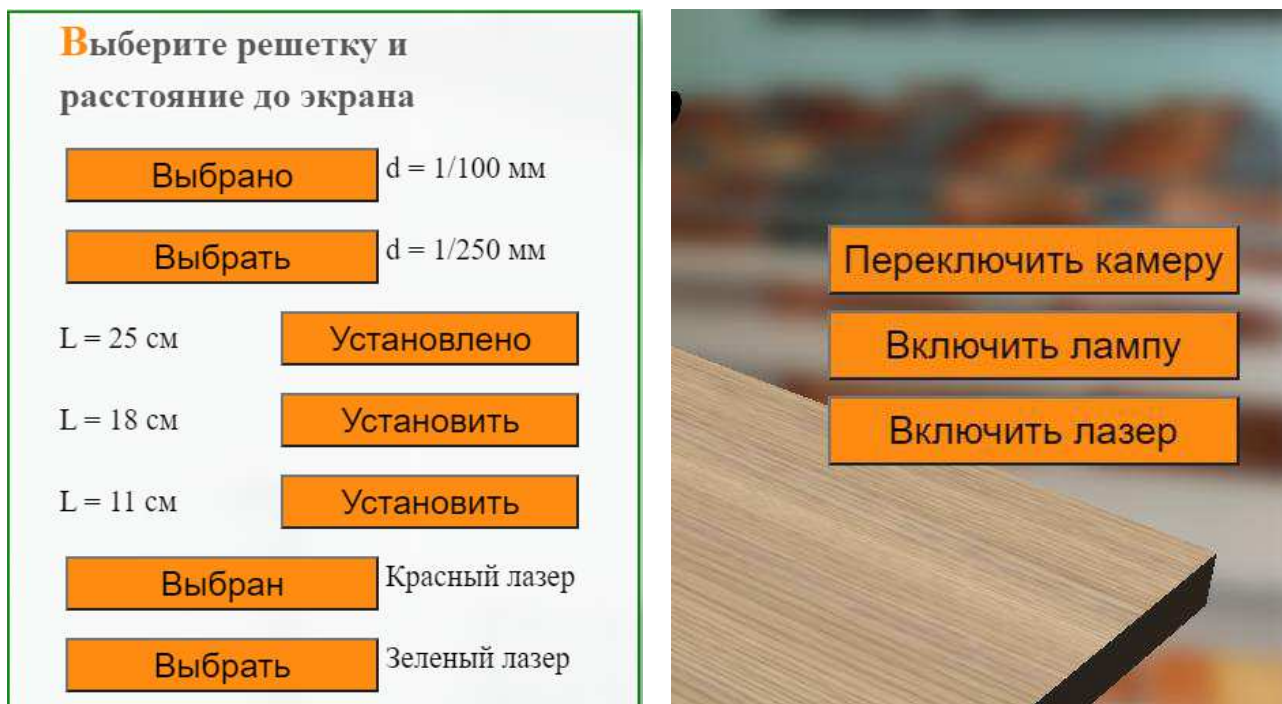 Выберите решетку и
расстояние до экрана
Выбрано d = 1/100 мм
Выбрать d = 1/250 мм
L = 25 см Установлено
L = 18 см Установить
L = 11 см Установить
Выбран Красный лазер
Выбрать Зеленый лазер
Переключить камеру
Включить лампу
Включить лазер